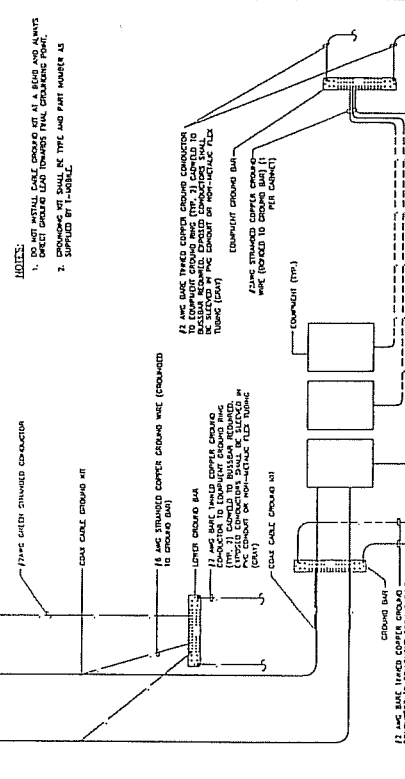 NOTES:
1. DO NOT INSTALL CABLE GROUND KIT AT A BEND AND ALWAYS
DIRECT GROUND LEAD TOWARDS FINAL GROUNDING POINT.
2. GROUNDING KIT SHALL BE TYPE AND PART NUMBER AS
SUPPLIED BY T-MOBILE.
#2 AWG BARE TINNED COPPER GROUND CONDUCTOR
TO EQUIPMENT GROUND RING (TYP. 2) CADWELD TO
BUSSBAR REQUIRED. EXPOSED CONDUCTORS SHALL
BE SLEEVED IN PVC CONDUIT OR NON-METALIC FLEX
TUBING (GRAY)
EQUIPMENT GROUND BAR
#2AWG STRANDED COPPER GROUND
WIRE (BONDED TO GROUND BAR) (1
PER CABINET)
EQUIPMENT (TYP.)
#2AWG GREEN STRANDED CONDUCTOR
COAX CABLE GROUND KIT
#6 AWG STRANDED COPPER GROUND WIRE (GROUNDED
TO GROUND BAR)
LOWER GROUND BAR
#2 AWG BARE TINNED COPPER GROUND
CONDUCTOR TO EQUIPMENT GROUND RING
(TYP. 2) CADWELD TO BUSSBAR REQUIRED.
EXPOSED CONDUCTORS SHALL BE SLEEVED IN
PVC CONDUIT OR NON-METALIC FLEX TUBING
(GRAY)
COAX CABLE GROUND KIT
GROUND BAR
#2 AWG BARE TINNED COPPER GROUND